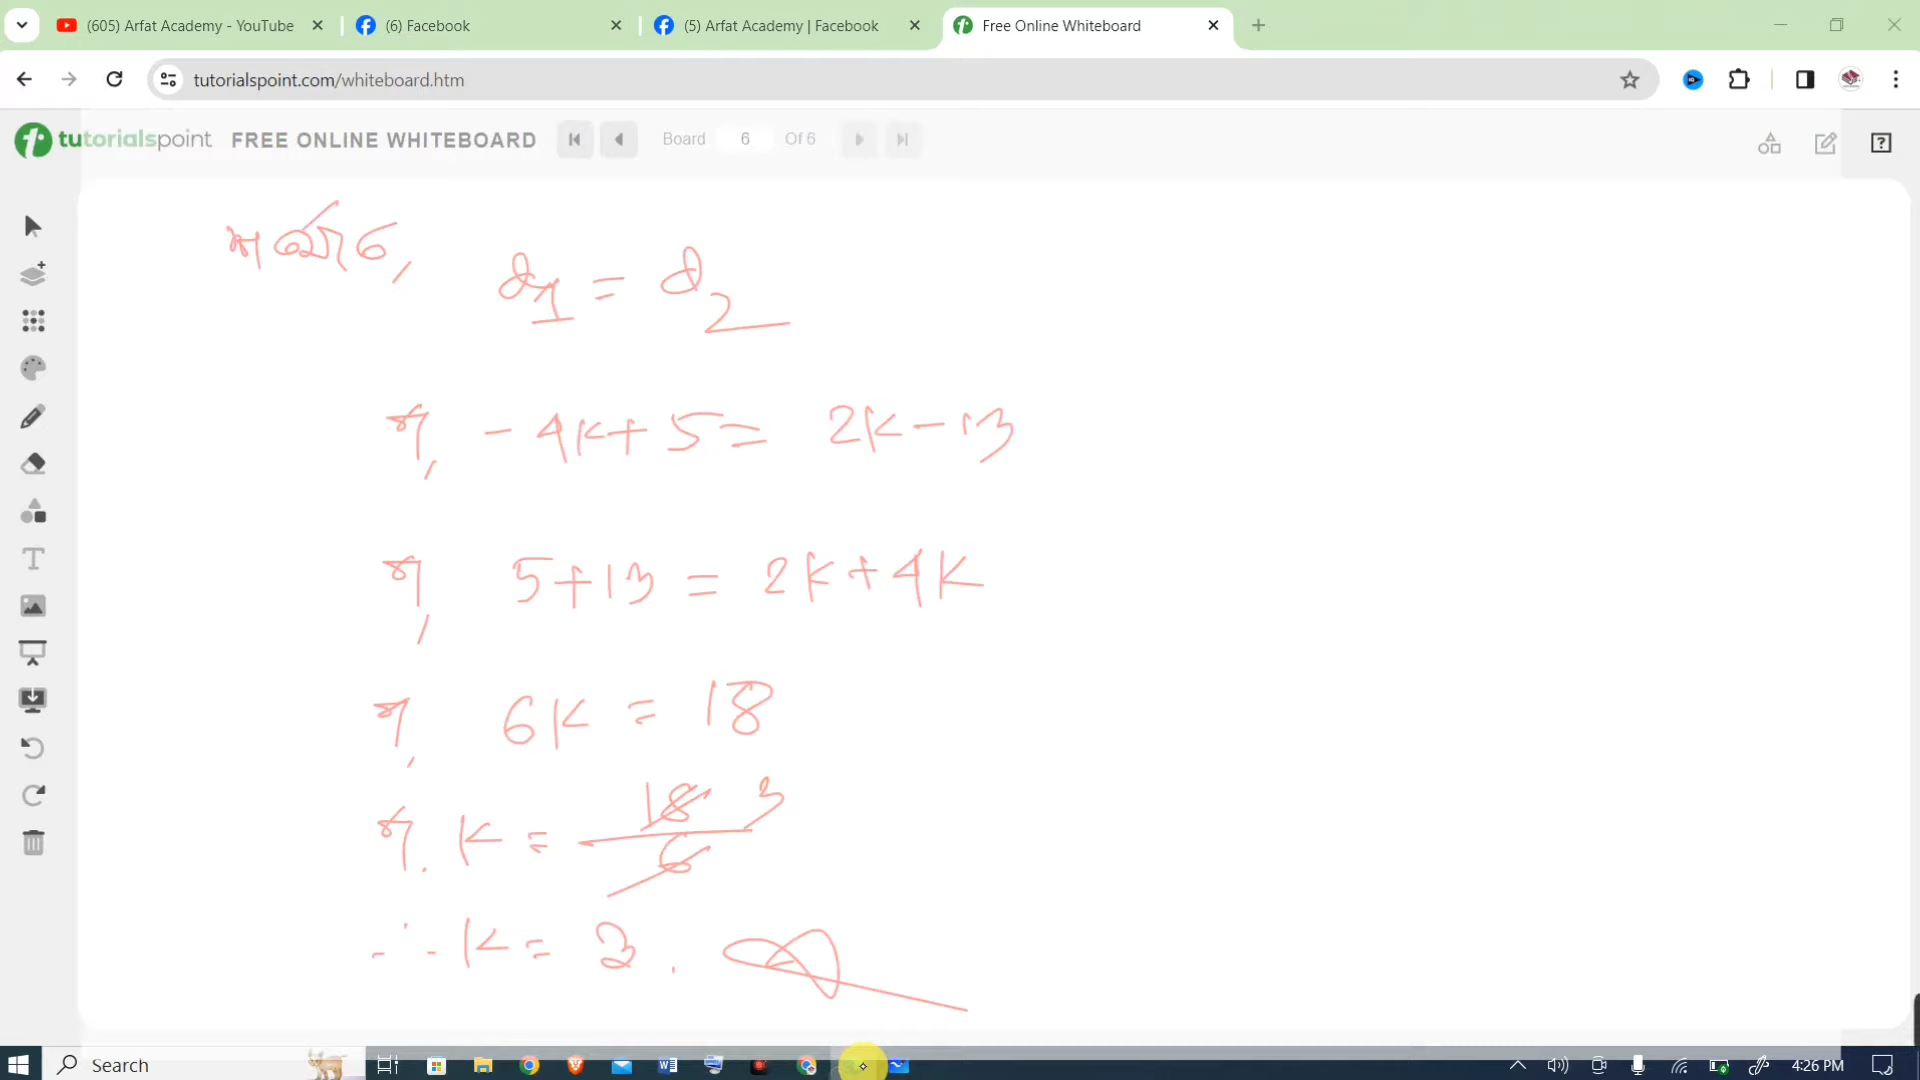 (605) Arfat Academy - YouTube
(6) Facebook
(5) Arfat Academy | Facebook
Free Online Whiteboard
tutorialspoint.com/whiteboard.htm
tutorialspoint
FREE ONLINE WHITEBOARD
Board 6 Of 6
d1 = d2
বা, - 4k + 5 = 2k - 13
বা, 5 + 13 = 2k + 4k
বা, 6k = 18
বা, k = 18/6 3
∴ k = 3.
Search
4:26 PM